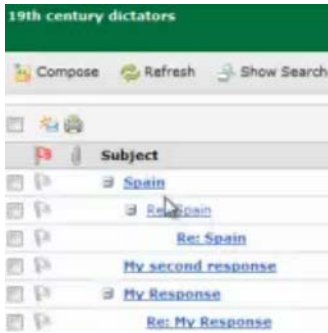 19th century dictators
Compose Refresh Show Search
Subject
Spain
Re: Spain
Re: Spain
My second response
My Response
Re: My Response